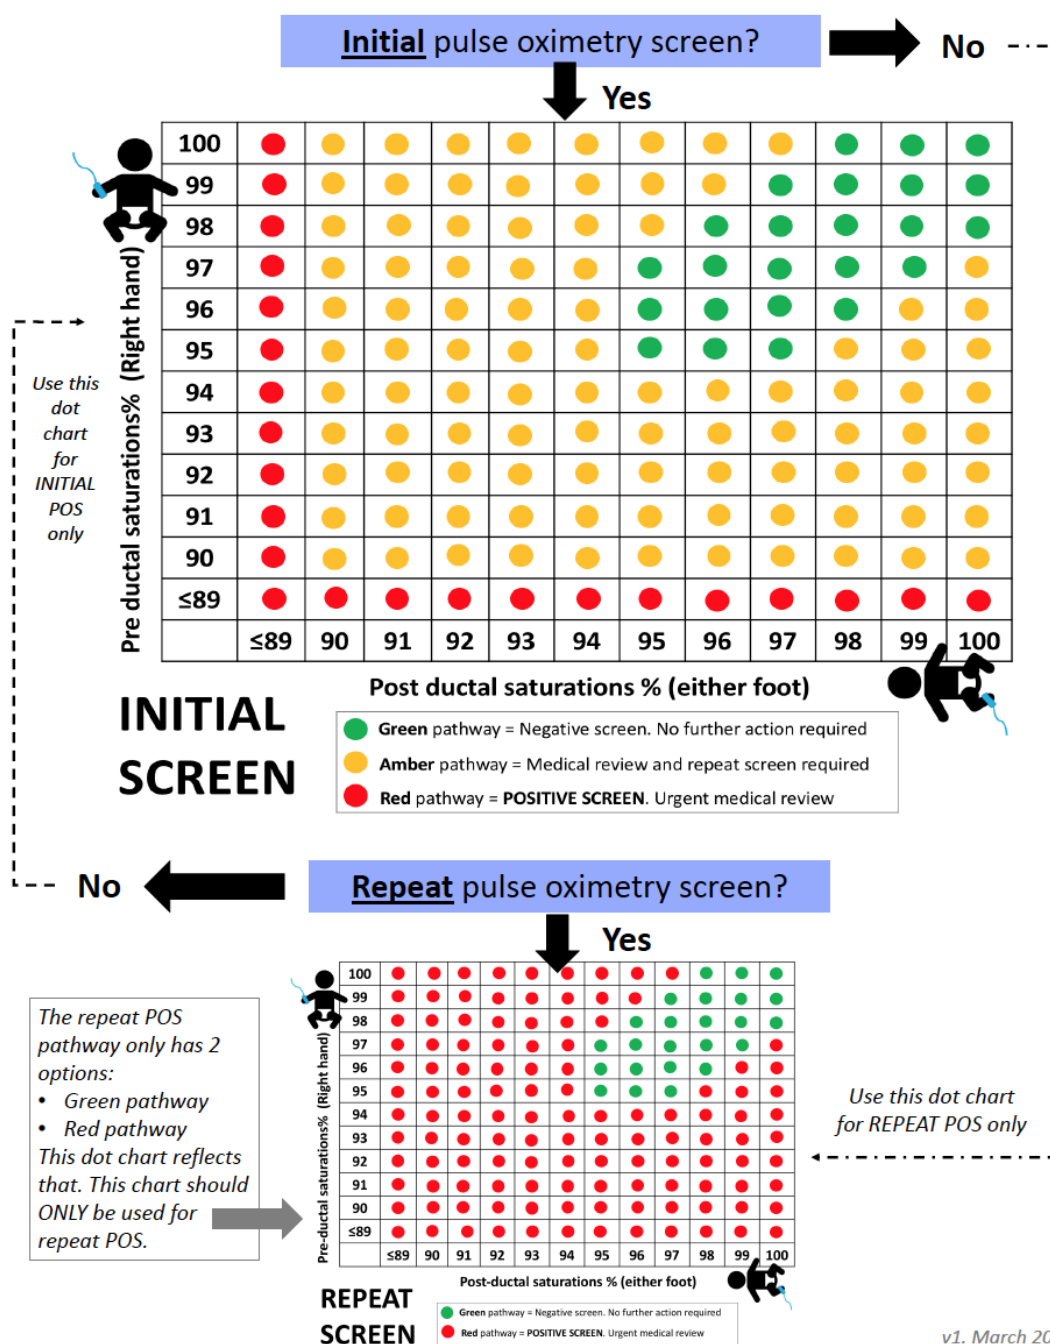 Initial pulse oximetry screen?
No
Yes
Pre ductal saturations% (Right hand)
100
99
98
97
96
95
94
93
92
91
90
≤89
≤89 90 91 92 93 94 95 96 97 98 99 100
Post ductal saturations % (either foot)
Use this
dot
chart
for
INITIAL
POS
only
INITIAL
SCREEN
Green pathway = Negative screen. No further action required
Amber pathway = Medical review and repeat screen required
Red pathway = POSITIVE SCREEN. Urgent medical review
Repeat pulse oximetry screen?
No
Yes
The repeat POS
pathway only has 2
options:
• Green pathway
• Red pathway
This dot chart reflects
that. This chart should
ONLY be used for
repeat POS.
Pre-ductal saturations% (Right hand)
100
99
98
97
96
95
94
93
92
91
90
≤89
≤89 90 91 92 93 94 95 96 97 98 99 100
Post-ductal saturations % (either foot)
Use this dot chart
for REPEAT POS only
REPEAT
SCREEN
Green pathway = Negative screen. No further action required
Red pathway = POSITIVE SCREEN. Urgent medical review
v1. March 20